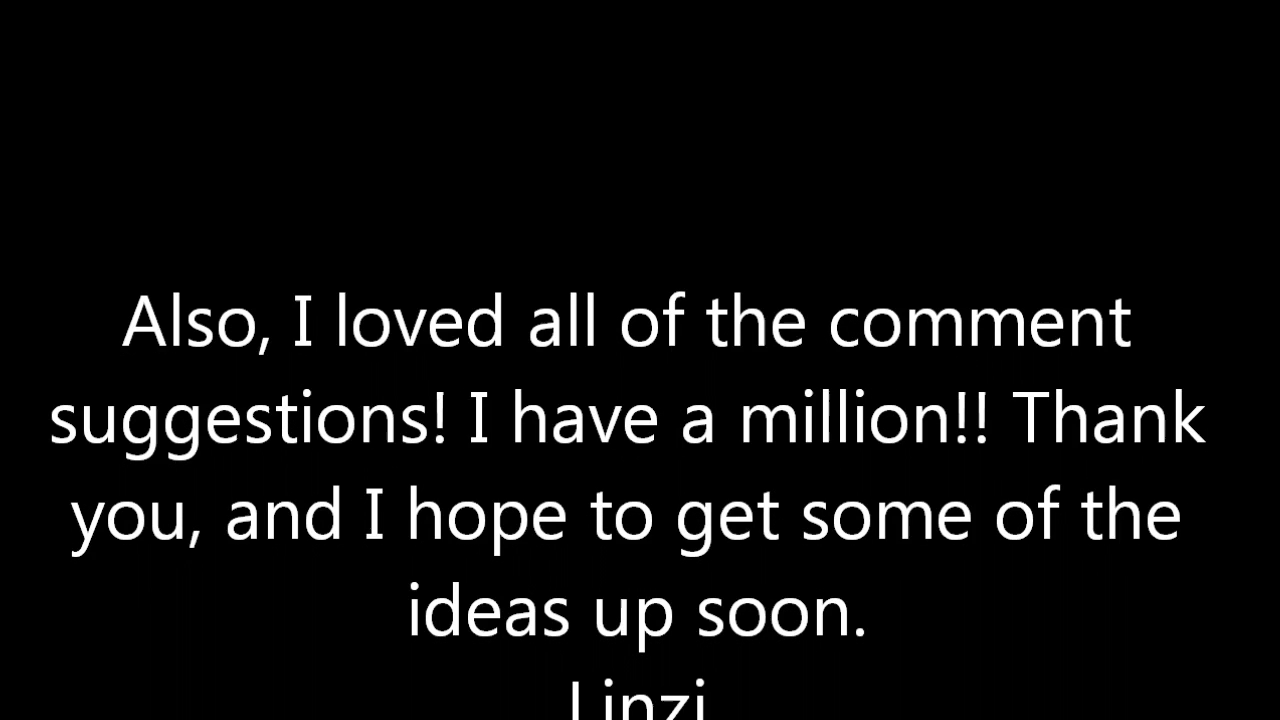 Also, I loved all of the comment
suggestions! I have a million!! Thank
you, and I hope to get some of the
ideas up soon.
Linzi